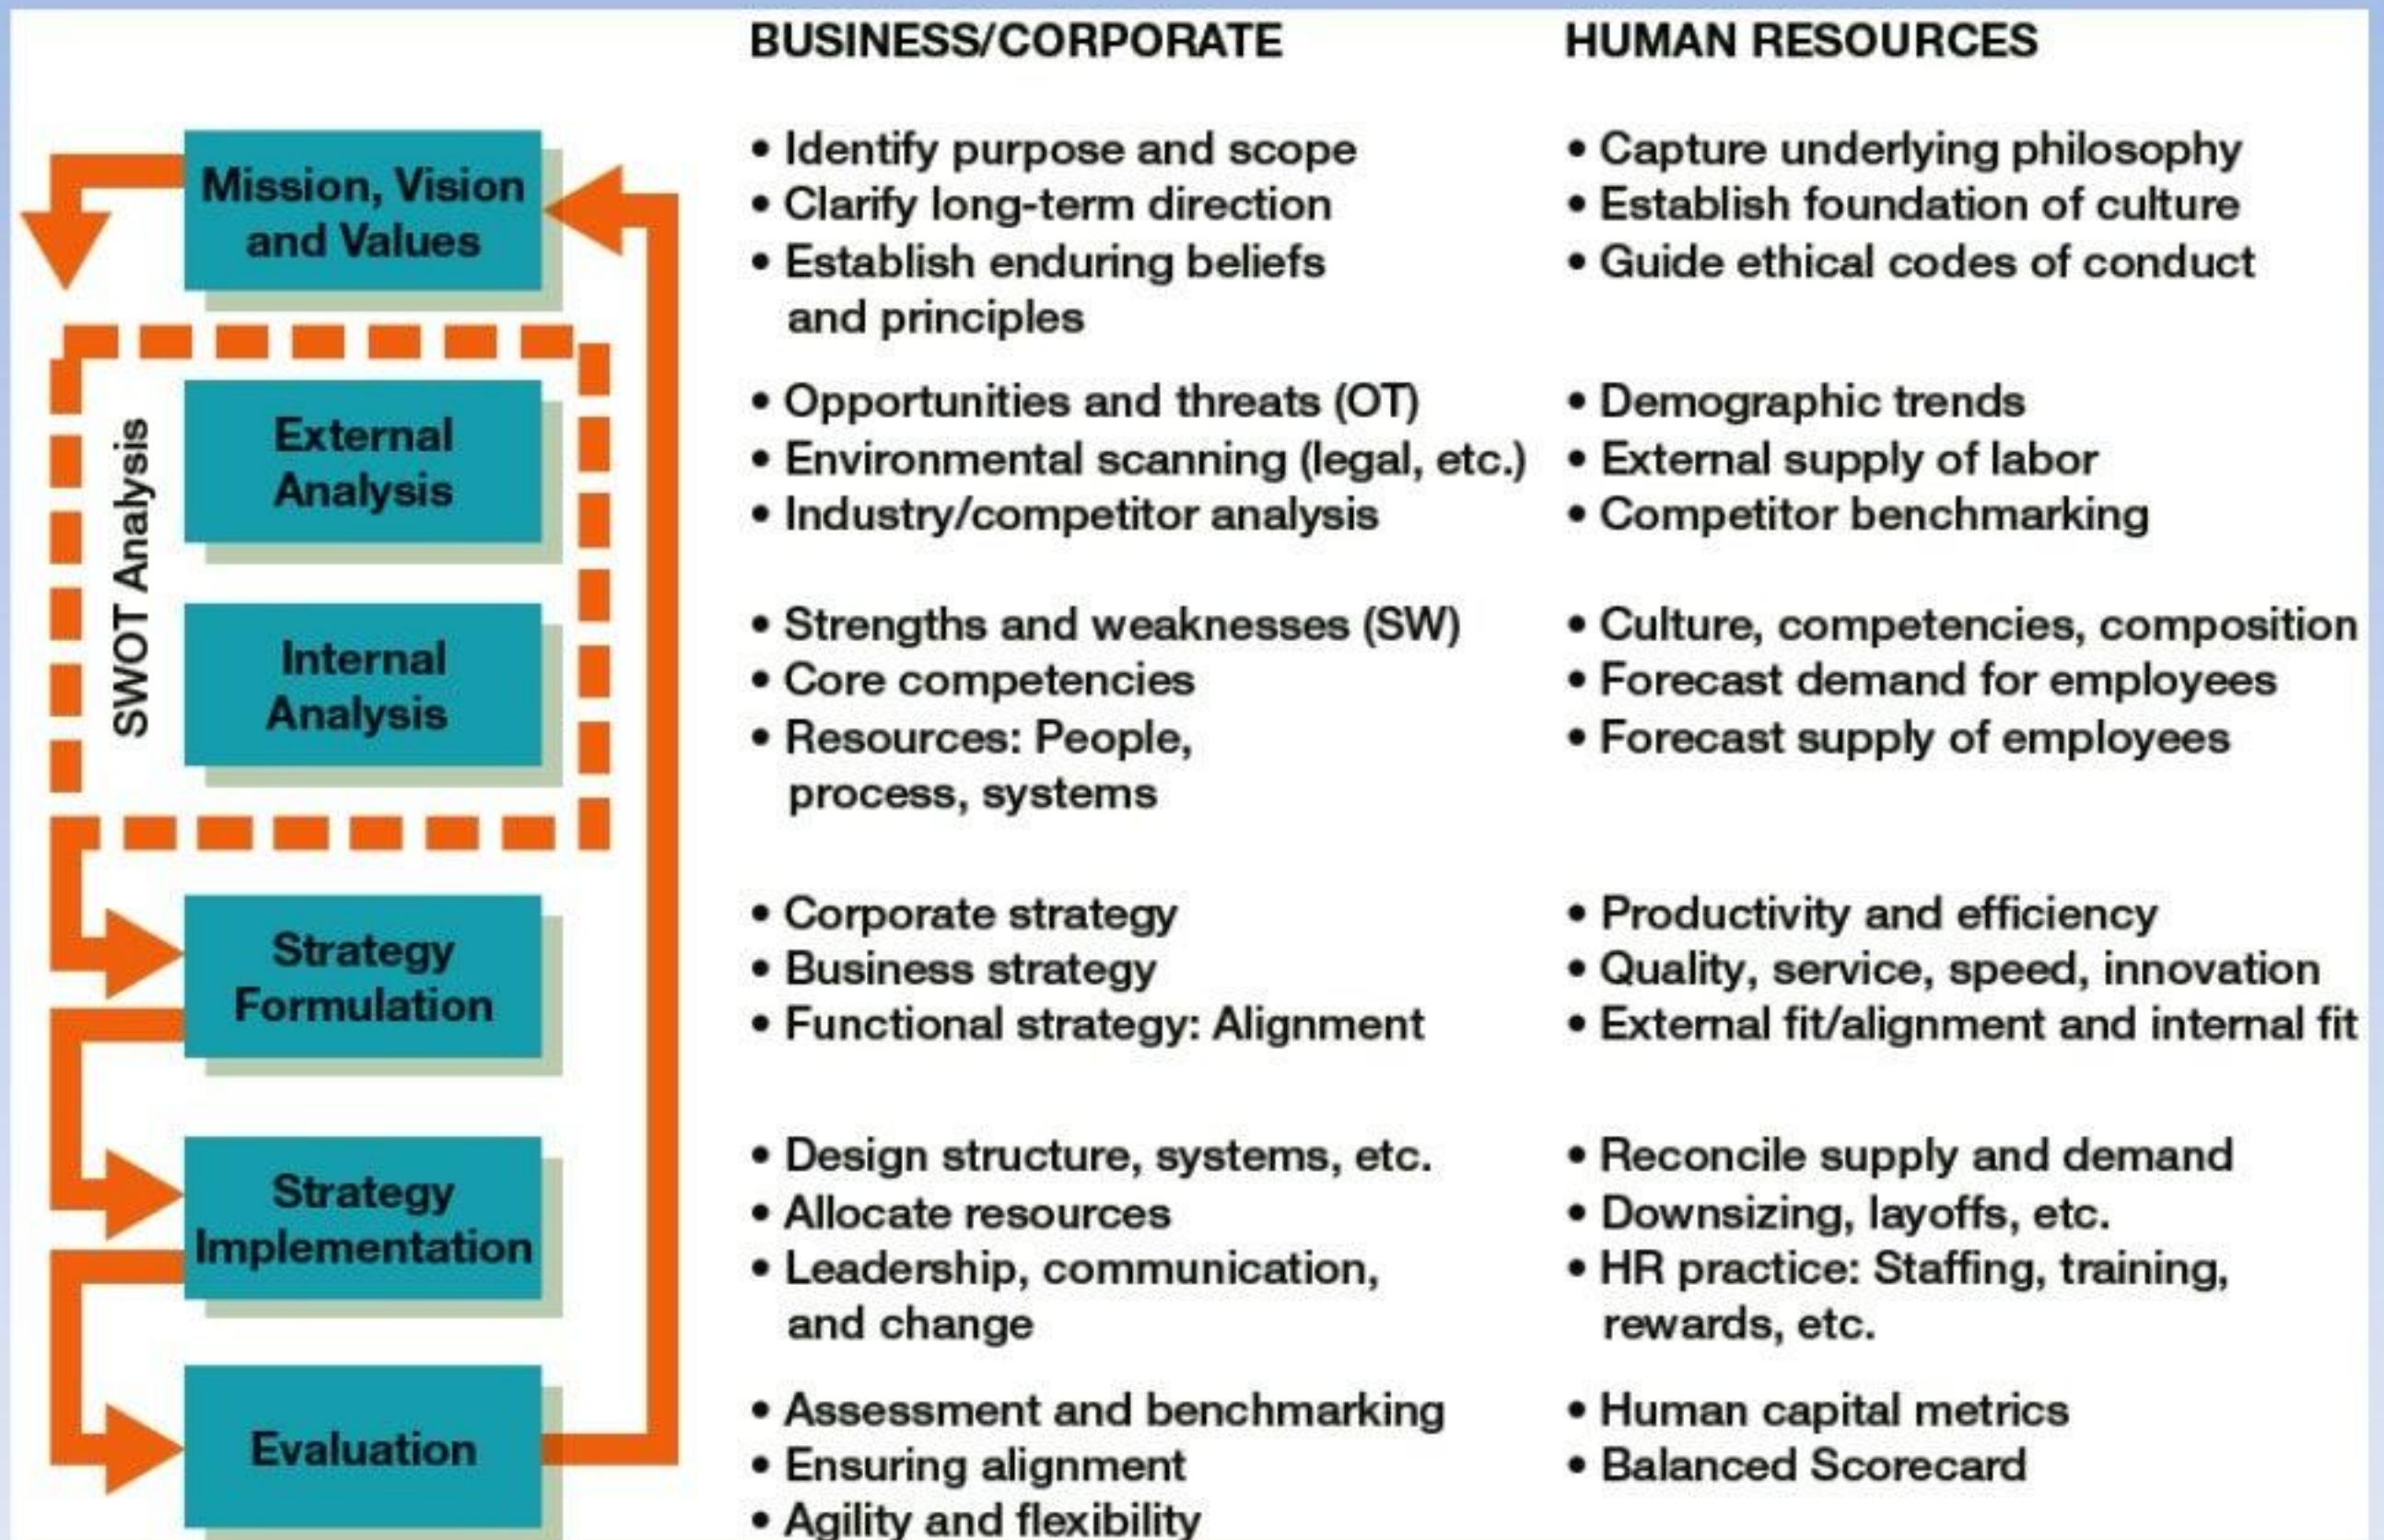 BUSINESS/CORPORATE
HUMAN RESOURCES
Mission, Vision
and Values
• Identify purpose and scope
• Clarify long-term direction
• Establish enduring beliefs
and principles
• Capture underlying philosophy
• Establish foundation of culture
• Guide ethical codes of conduct
SWOT Analysis
External
Analysis
• Opportunities and threats (OT)
• Environmental scanning (legal, etc.)
• Industry/competitor analysis
• Demographic trends
• External supply of labor
• Competitor benchmarking
Internal
Analysis
• Strengths and weaknesses (SW)
• Core competencies
• Resources: People,
process, systems
• Culture, competencies, composition
• Forecast demand for employees
• Forecast supply of employees
Strategy
Formulation
• Corporate strategy
• Business strategy
• Functional strategy: Alignment
• Productivity and efficiency
• Quality, service, speed, innovation
• External fit/alignment and internal fit
Strategy
Implementation
• Design structure, systems, etc.
• Allocate resources
• Leadership, communication,
and change
• Reconcile supply and demand
• Downsizing, layoffs, etc.
• HR practice: Staffing, training,
rewards, etc.
Evaluation
• Assessment and benchmarking
• Ensuring alignment
• Agility and flexibility
• Human capital metrics
• Balanced Scorecard